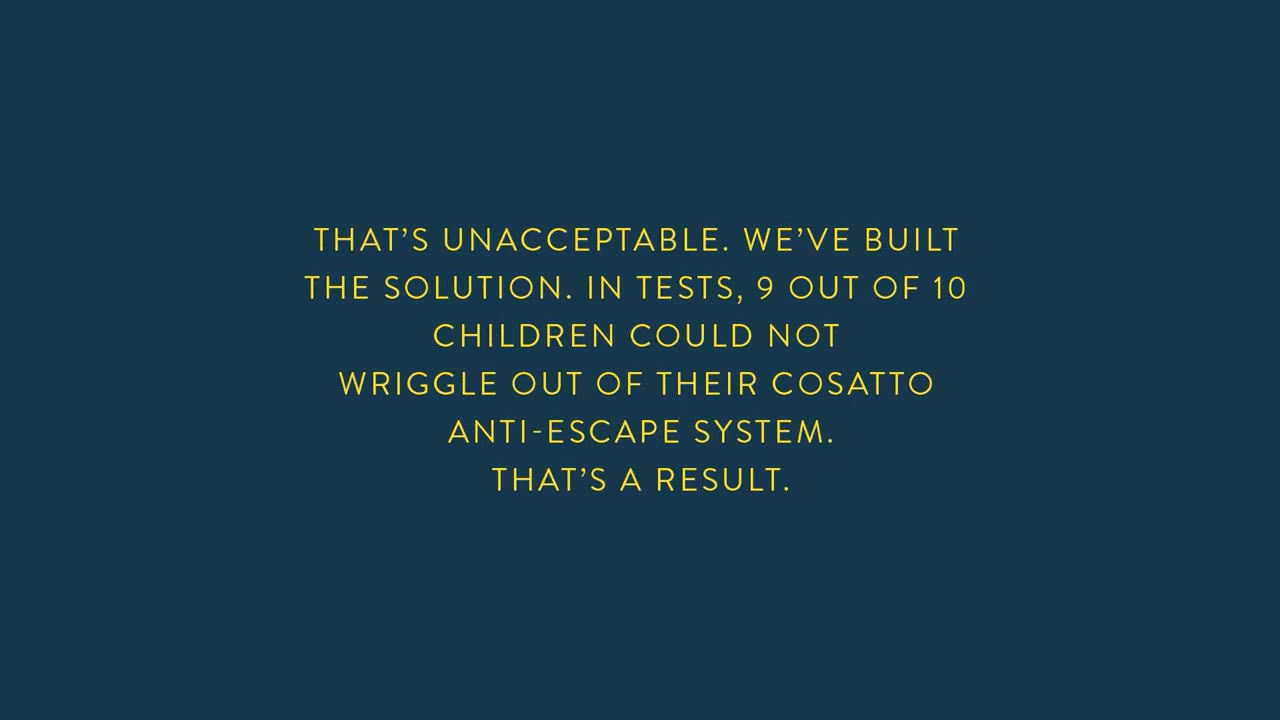 THAT’S UNACCEPTABLE. WE’VE BUILT
THE SOLUTION. IN TESTS, 9 OUT OF 10
CHILDREN COULD NOT
WRIGGLE OUT OF THEIR COSATTO
ANTI-ESCAPE SYSTEM.
THAT’S A RESULT.